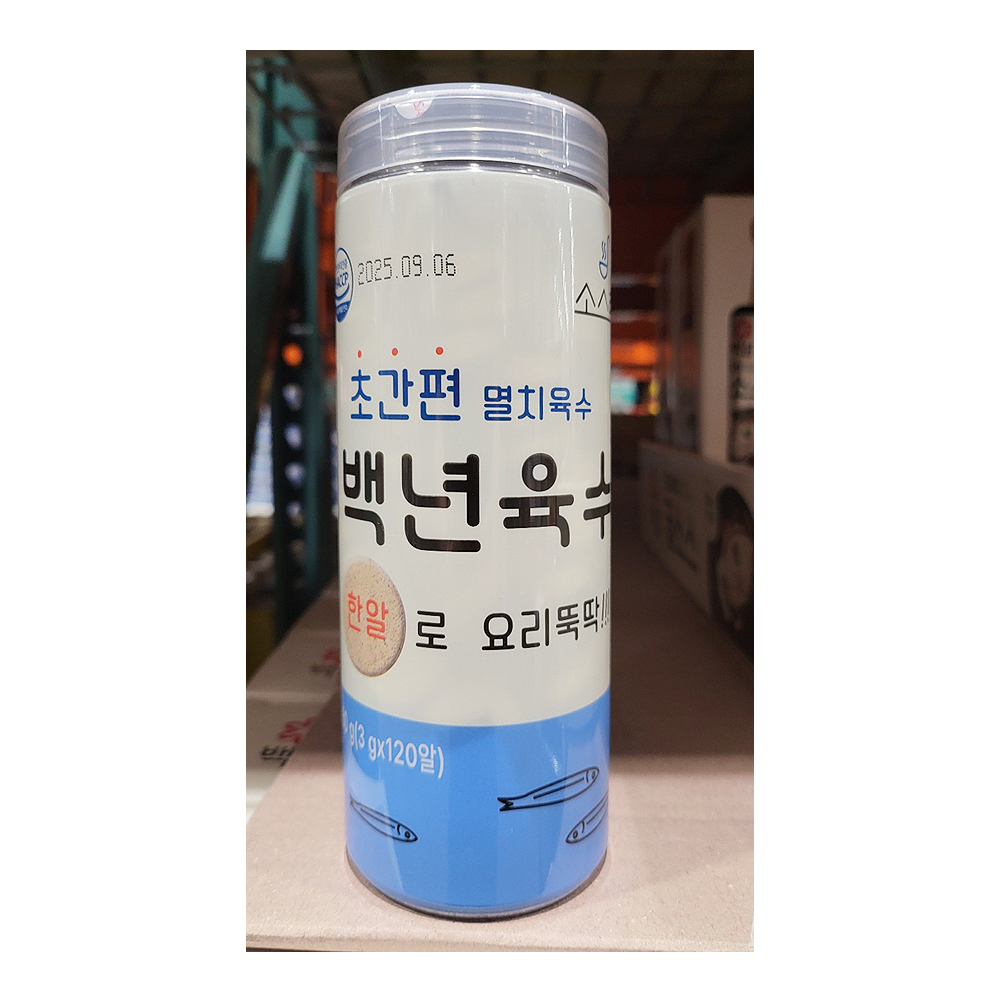 2025.09.06
초간편 멸치육수
백년육수
한알로 요리뚝딱!!!
g(3 gx120알)